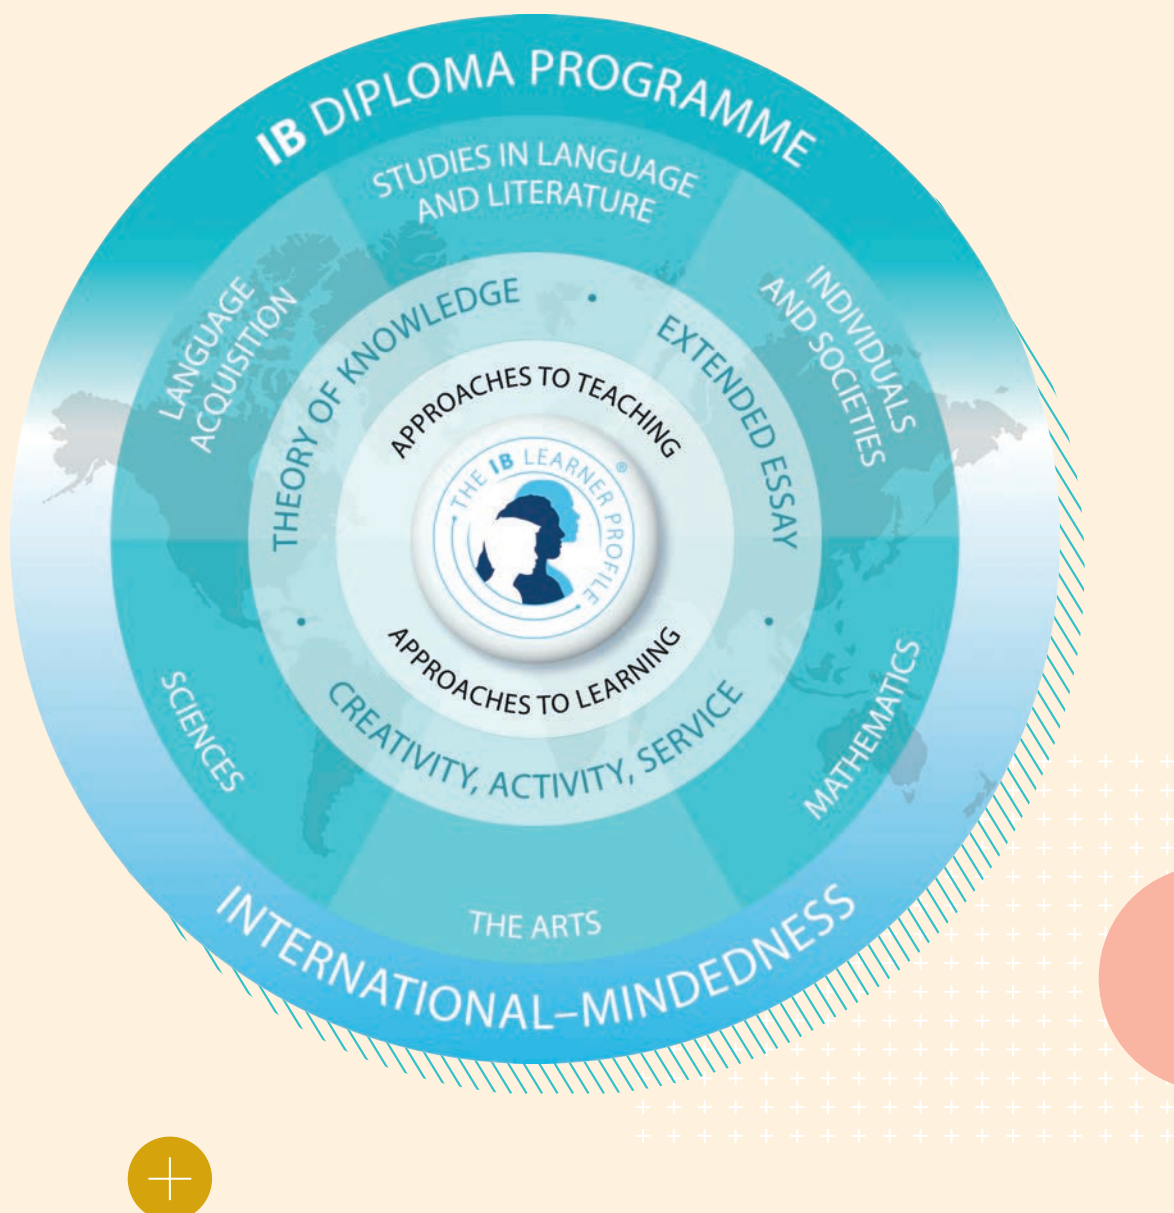 IB DIPLOMA PROGRAMME
STUDIES IN LANGUAGE
AND LITERATURE
LANGUAGE
ACQUISITION
INDIVIDUALS
AND SOCIETIES
THEORY OF KNOWLEDGE
EXTENDED ESSAY
APPROACHES TO TEACHING
THE IB LEARNER PROFILE®
APPROACHES TO LEARNING
CREATIVITY, ACTIVITY, SERVICE
SCIENCES
MATHEMATICS
THE ARTS
INTERNATIONAL–MINDEDNESS